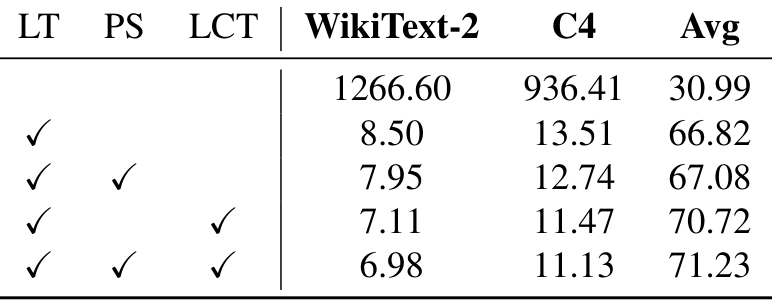 LT PS LCT WikiText-2 C4 Avg
1266.60 936.41 30.99
✓ 8.50 13.51 66.82
✓ ✓ 7.95 12.74 67.08
✓ ✓ 7.11 11.47 70.72
✓ ✓ ✓ 6.98 11.13 71.23